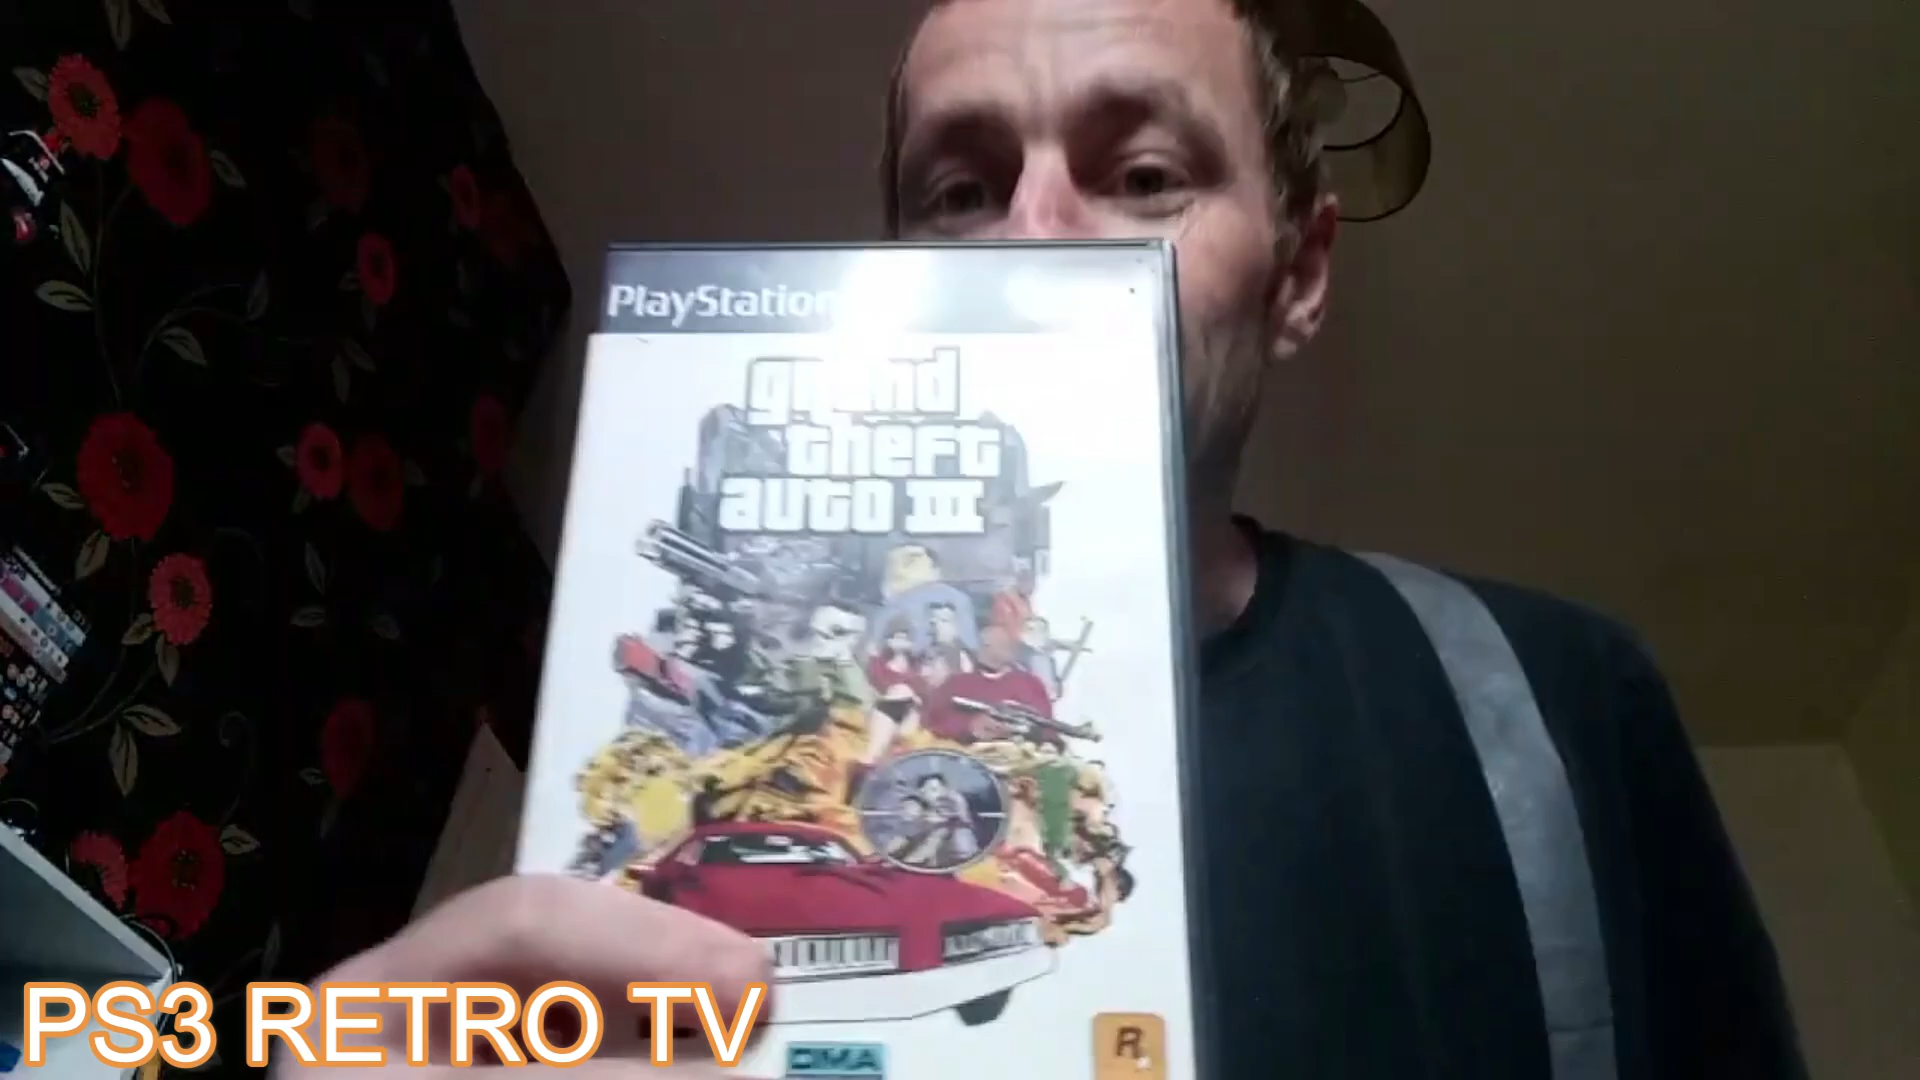 PlayStation
grand
theft
auto III
DMA
R
PS3 RETRO TV